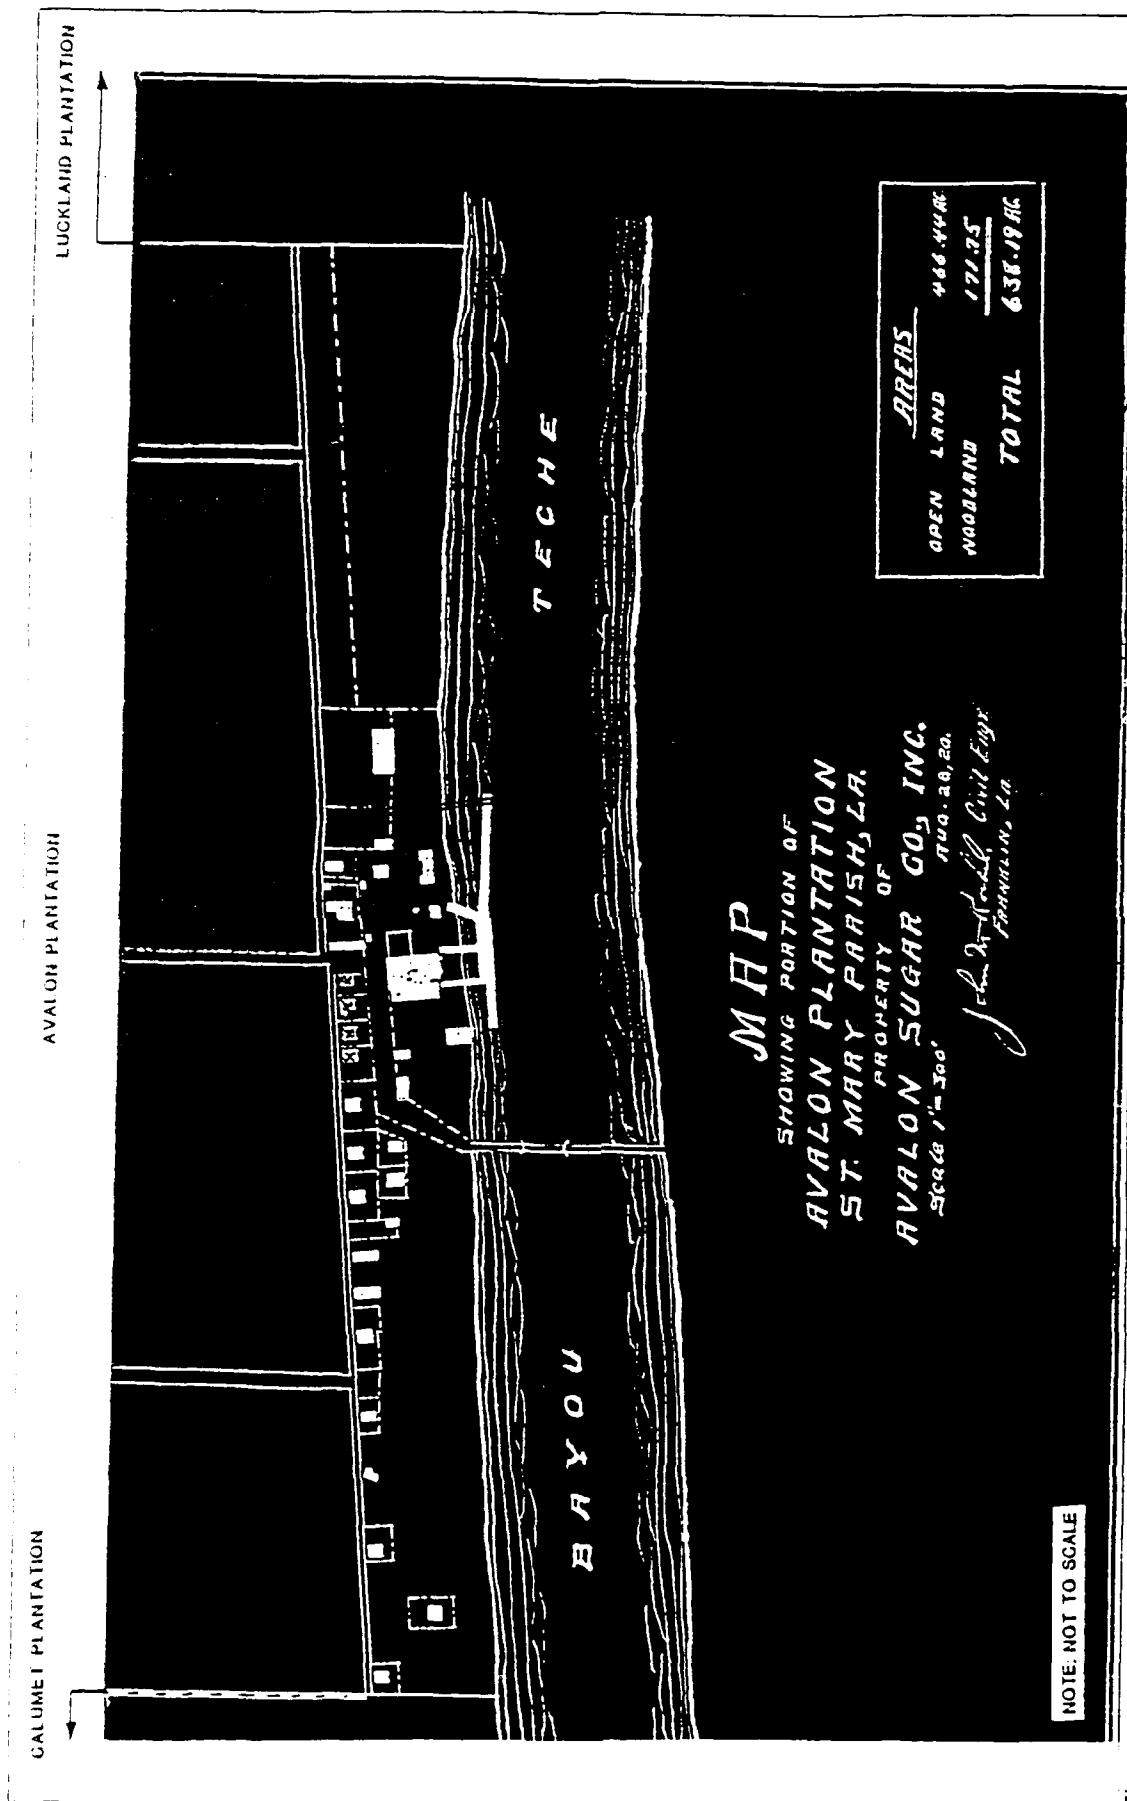 CALUMET PLANTATION
AVALON PLANTATION
LUCKLAND PLANTATION
BAYOU TECHE
MAP
SHOWING PORTION OF
AVALON PLANTATION
ST. MARY PARISH, LA.
PROPERTY OF
AVALON SUGAR CO., INC.
Scale 1"=300'
AUG. 20, 20.
Civil Engr
FRANKLIN, La.
AREAS
OPEN LAND 466.44 AC
WOODLAND 171.75
TOTAL 638.19 AC
NOTE: NOT TO SCALE